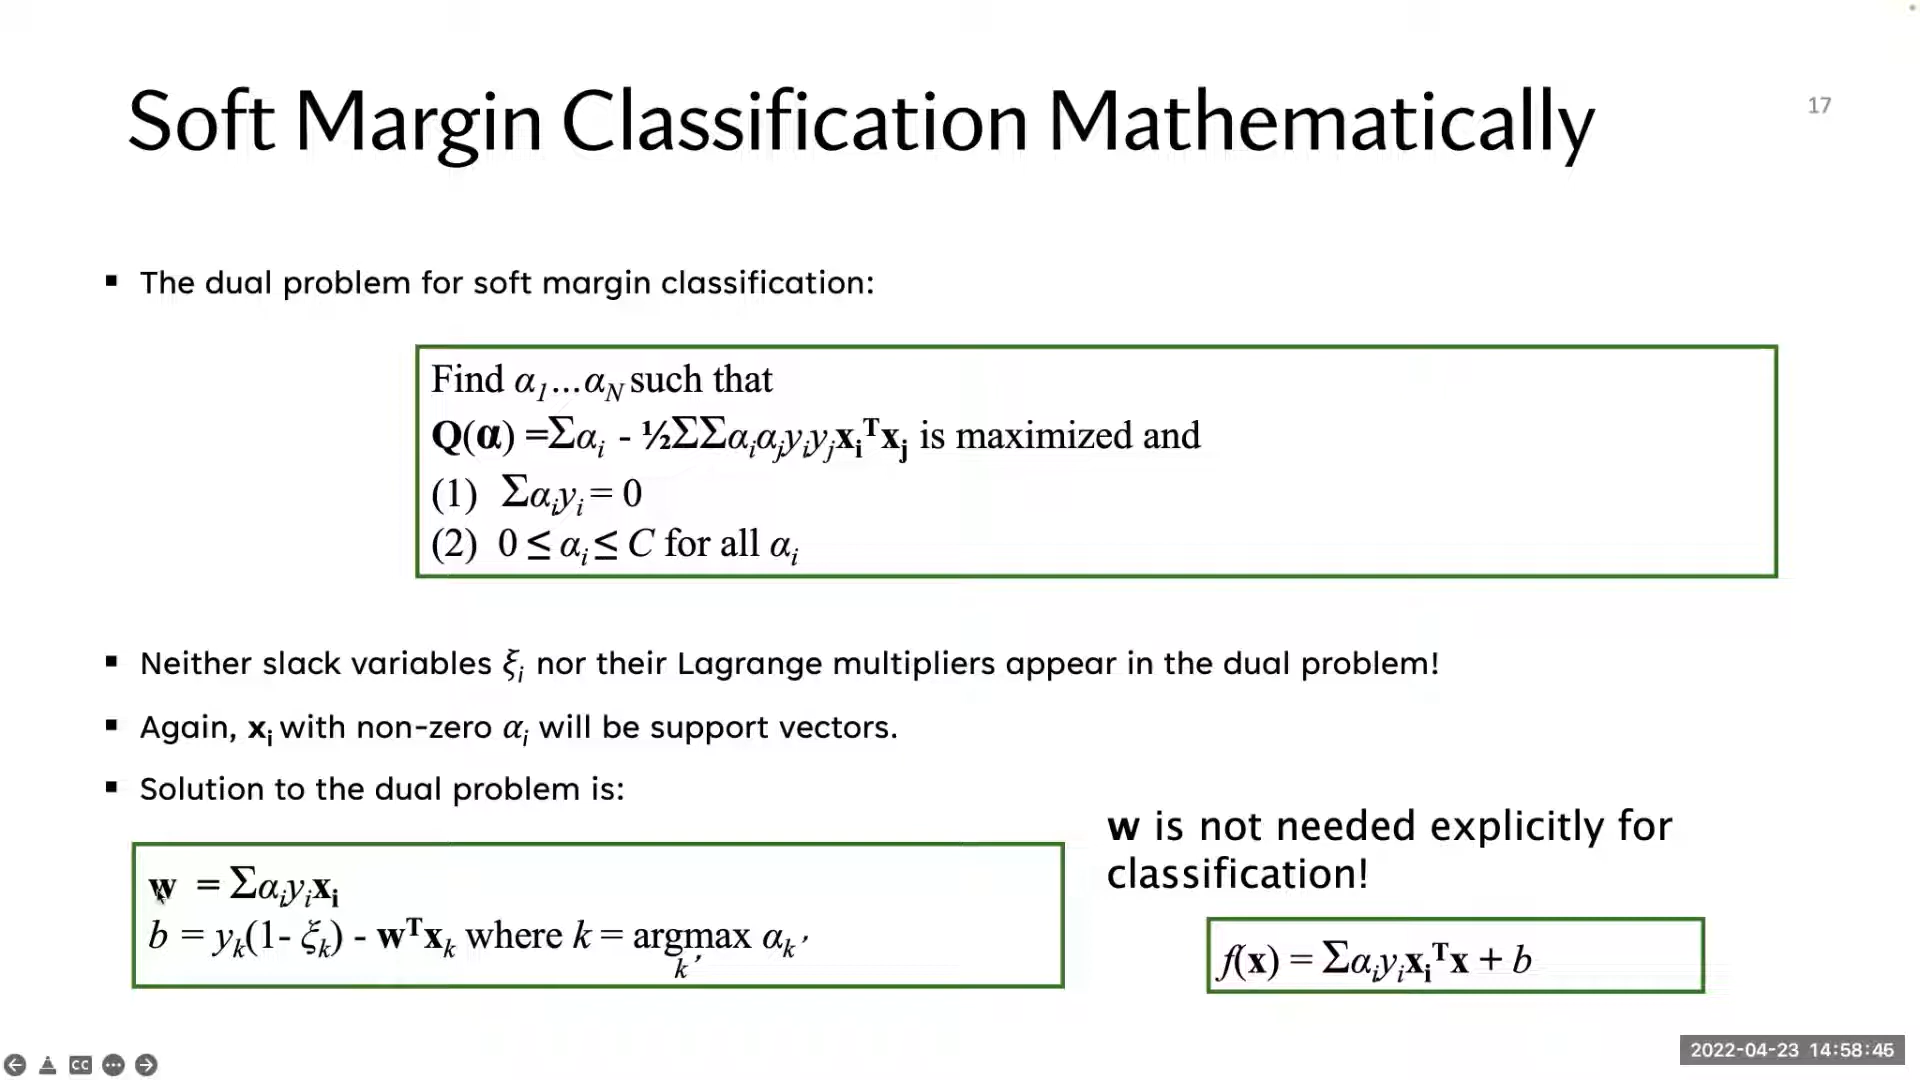 Soft Margin Classification Mathematically
17
▪ The dual problem for soft margin classification:
Find α₁...α_N such that
Q(α) =Σαᵢ - ½ΣΣαᵢαⱼyᵢyⱼxᵢᵀxⱼ is maximized and
(1) Σαᵢyᵢ = 0
(2) 0 ≤ αᵢ ≤ C for all αᵢ
▪ Neither slack variables ξᵢ nor their Lagrange multipliers appear in the dual problem!
▪ Again, xᵢ with non-zero αᵢ will be support vectors.
▪ Solution to the dual problem is:
w = Σαᵢyᵢxᵢ
b = yₖ(1- ξₖ) - wᵀxₖ where k = argmax αₖ′
k′
w is not needed explicitly for
classification!
f(x) = Σαᵢyᵢxᵢᵀx + b
CC
2022-04-23 14:58:45